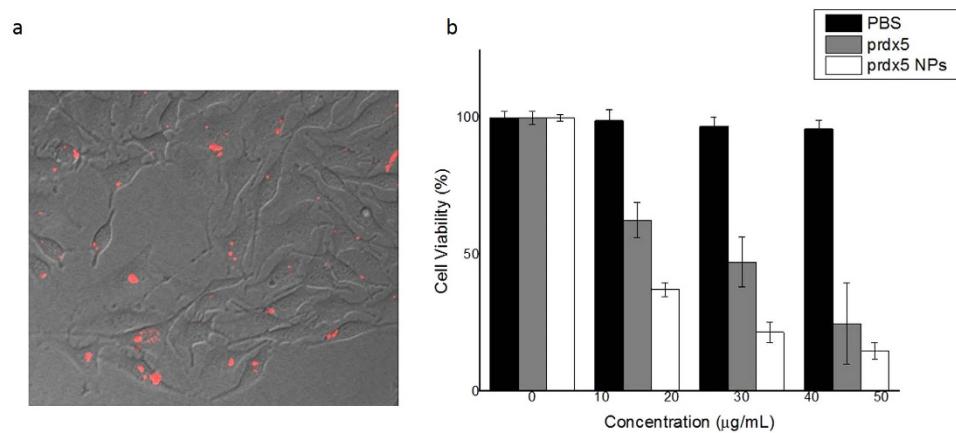 a
b
PBS
prdx5
prdx5 NPs
Cell Viability (%)
100
50
0
0 10 20 30 40 50
Concentration (μg/mL)